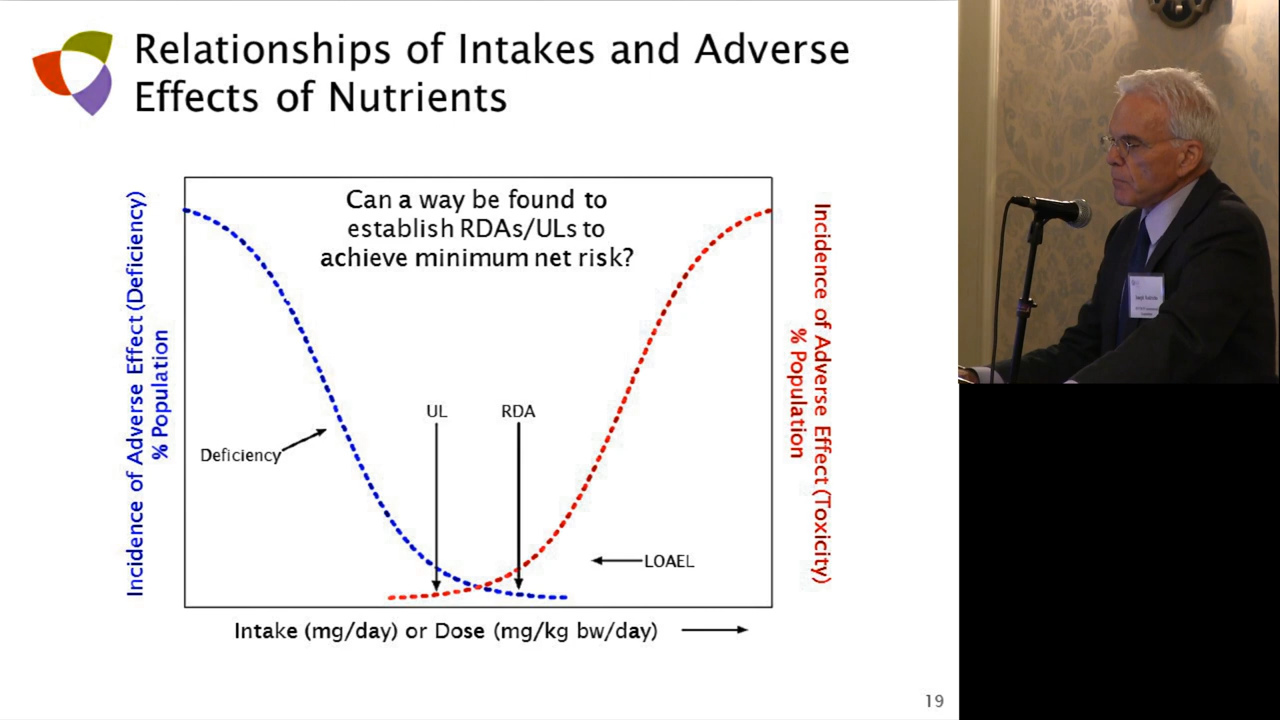 Relationships of Intakes and Adverse
Effects of Nutrients
Can a way be found to
establish RDAs/ULs to
achieve minimum net risk?
Incidence of Adverse Effect (Deficiency)
% Population
Incidence of Adverse Effect (Toxicity)
% Population
UL
RDA
Deficiency
LOAEL
Intake (mg/day) or Dose (mg/kg bw/day)
19